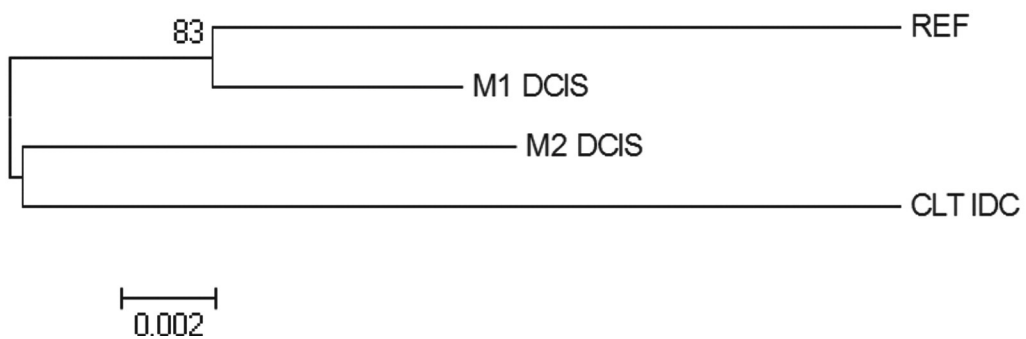 83
REF
M1 DCIS
M2 DCIS
CLT IDC
0.002